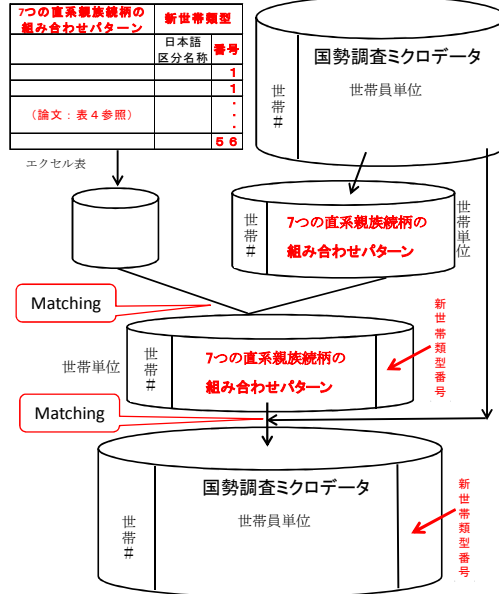 7つの直系親族続柄の
組み合わせパターン
新世帯類型
日本語
区分名称
番号
1
1
.
(論文：表４参照)
.
.
５６
エクセル表
国勢調査ミクロデータ
世帯員単位
世帯＃
世帯＃
7つの直系親族続柄の
組み合わせパターン
世帯単位
Matching
新世帯類型番号
世帯単位
世帯＃
7つの直系親族続柄の
組み合わせパターン
Matching
国勢調査ミクロデータ
世帯員単位
世帯＃
新世帯類型番号